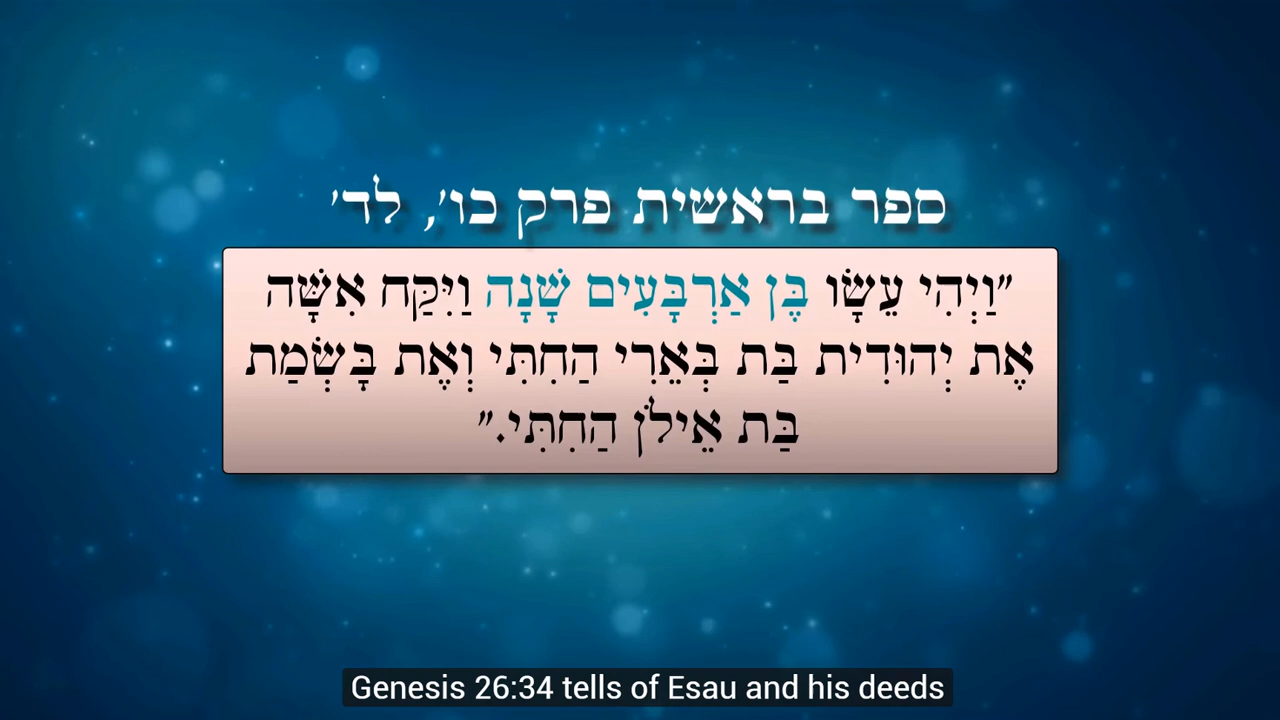 ספר בראשית פרק כו׳, לד׳
״וַיְהִי עֵשָׂו בֶּן אַרְבָּעִים שָׁנָה וַיִּקַּח אִשָּׁה
אֶת יְהוּדִית בַּת בְּאֵרִי הַחִתִּי וְאֶת בָּשְׂמַת
בַּת אֵילֹן הַחִתִּי.״
Genesis 26:34 tells of Esau and his deeds